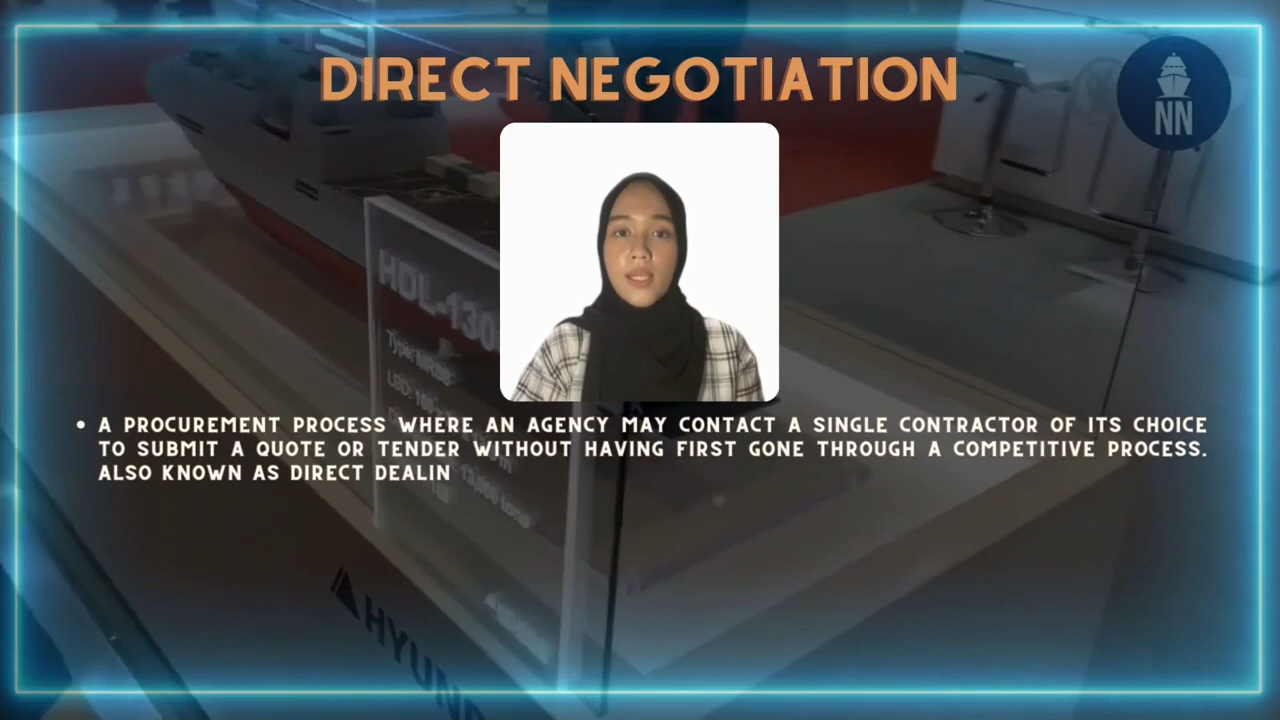 DIRECT NEGOTIATION
NN
HDL-130
• A PROCUREMENT PROCESS WHERE AN AGENCY MAY CONTACT A SINGLE CONTRACTOR OF ITS CHOICE
TO SUBMIT A QUOTE OR TENDER WITHOUT HAVING FIRST GONE THROUGH A COMPETITIVE PROCESS.
ALSO KNOWN AS DIRECT DEALIN